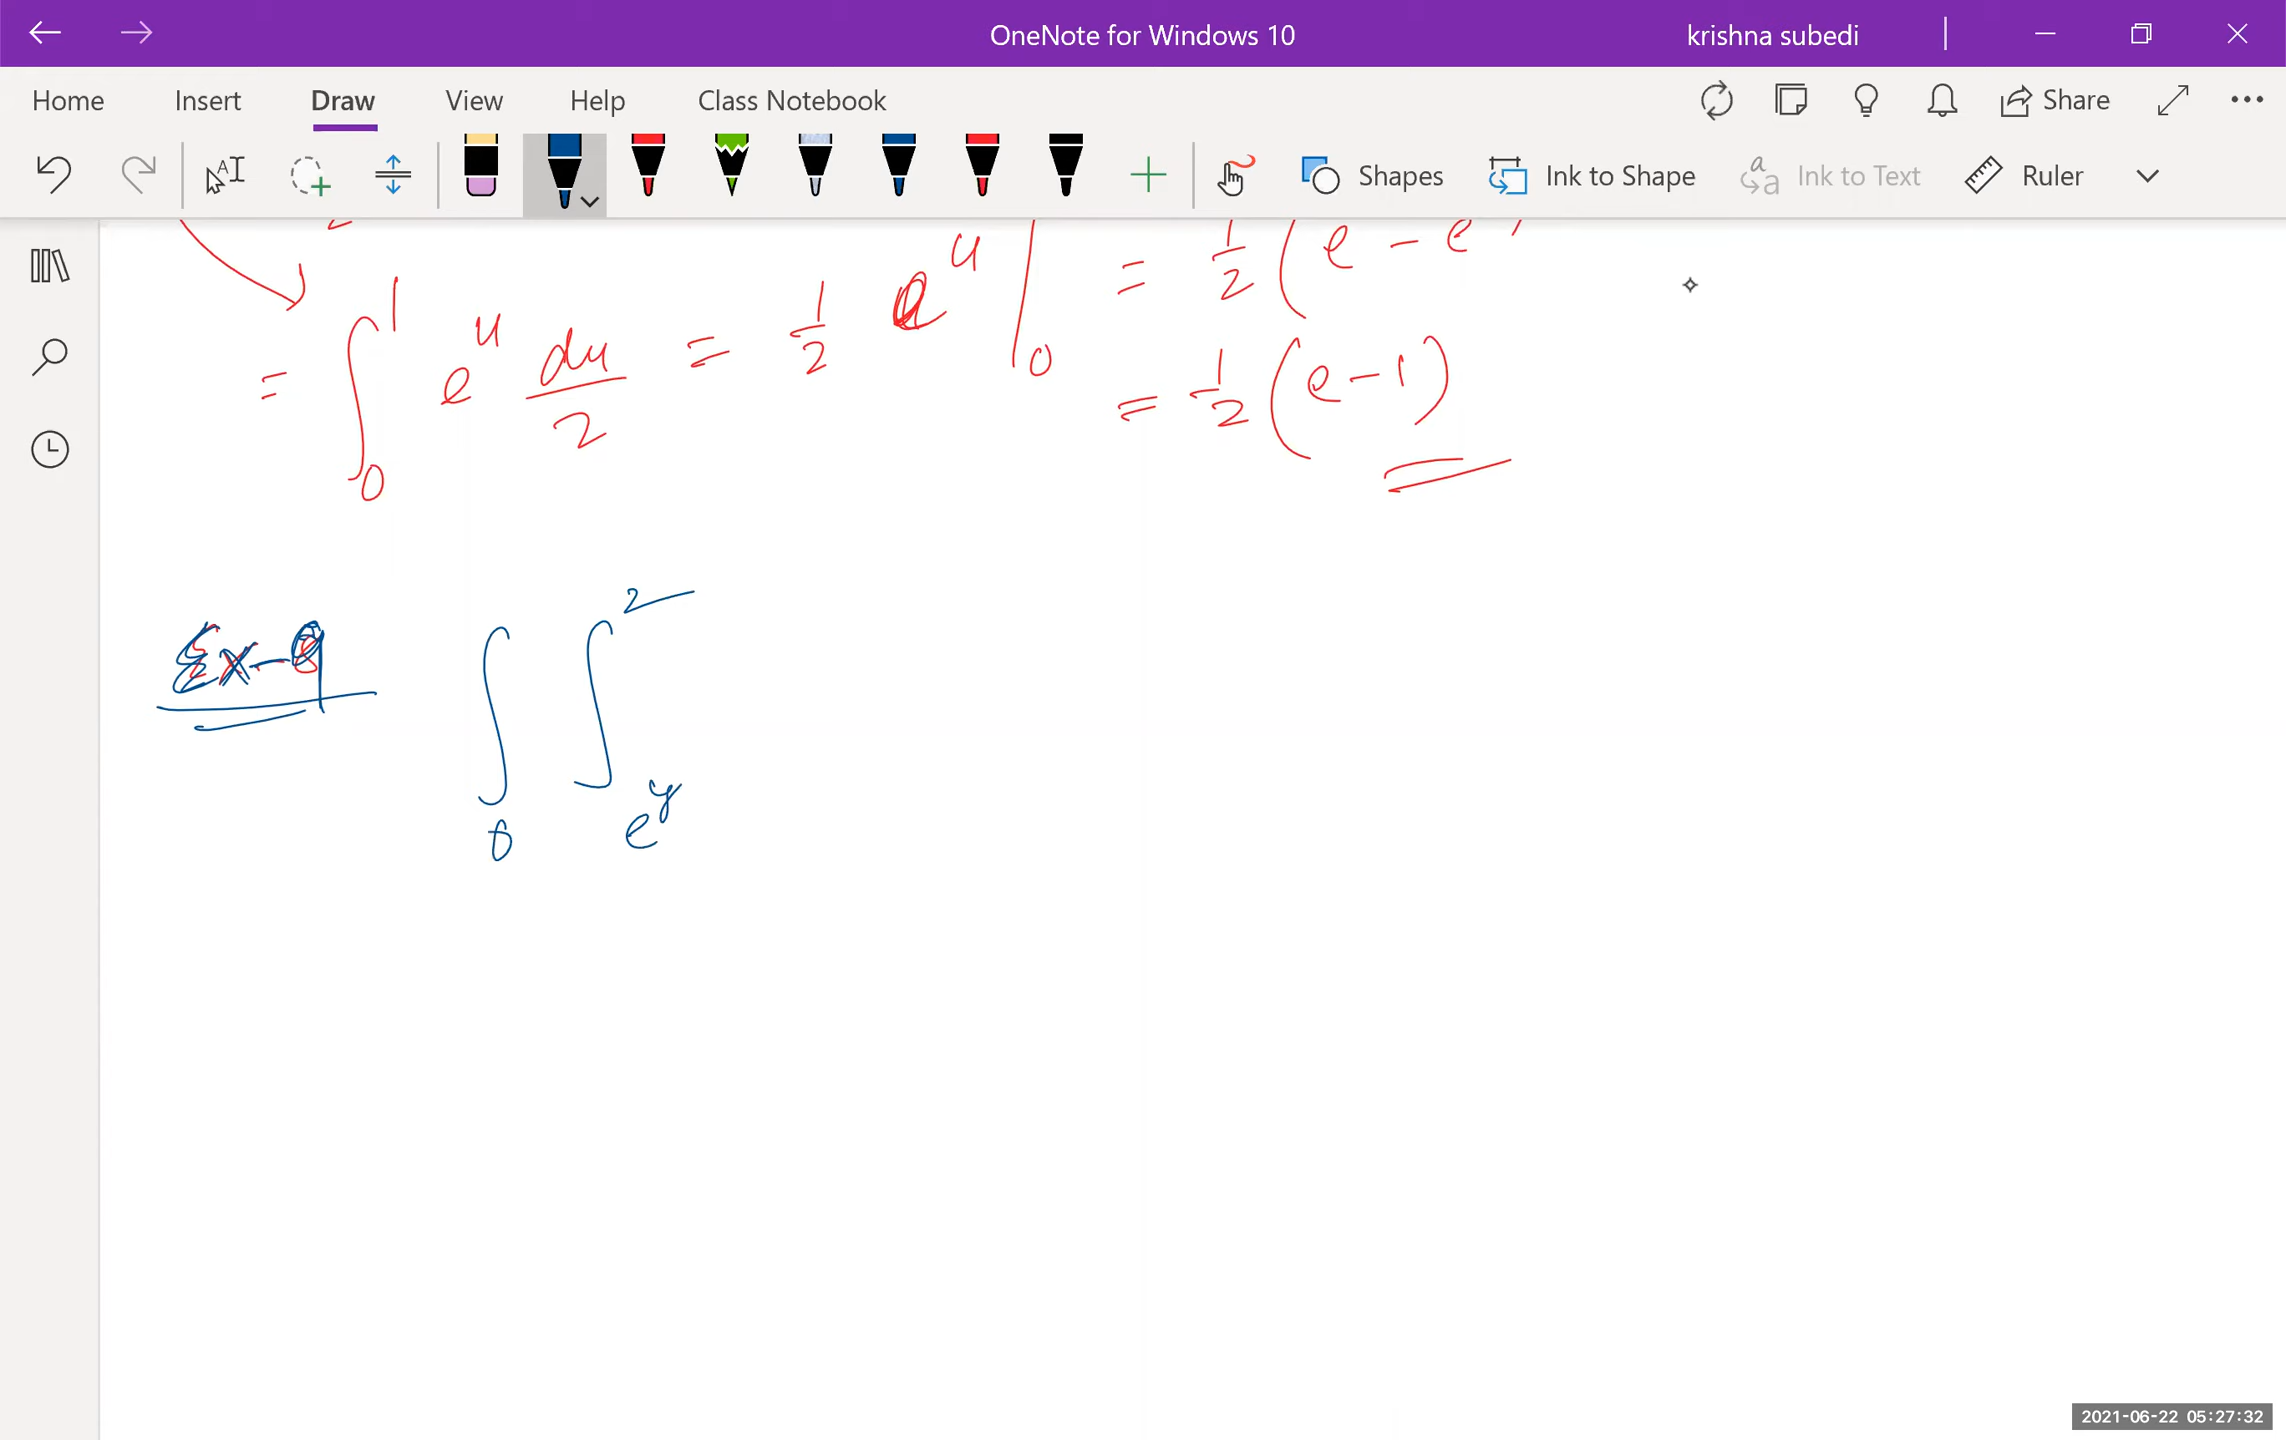 OneNote for Windows 10 krishna subedi
Home Insert Draw View Help Class Notebook Share
Shapes Ink to Shape Ink to Text Ruler
= 1/2 (e - e
= ∫₀¹ e^u du/2 = 1/2 e^u |₀
= 1/2 (e-1)
Ex-9 ∫₀ ∫_{e^y}^2
2021-06-22 05:27:32